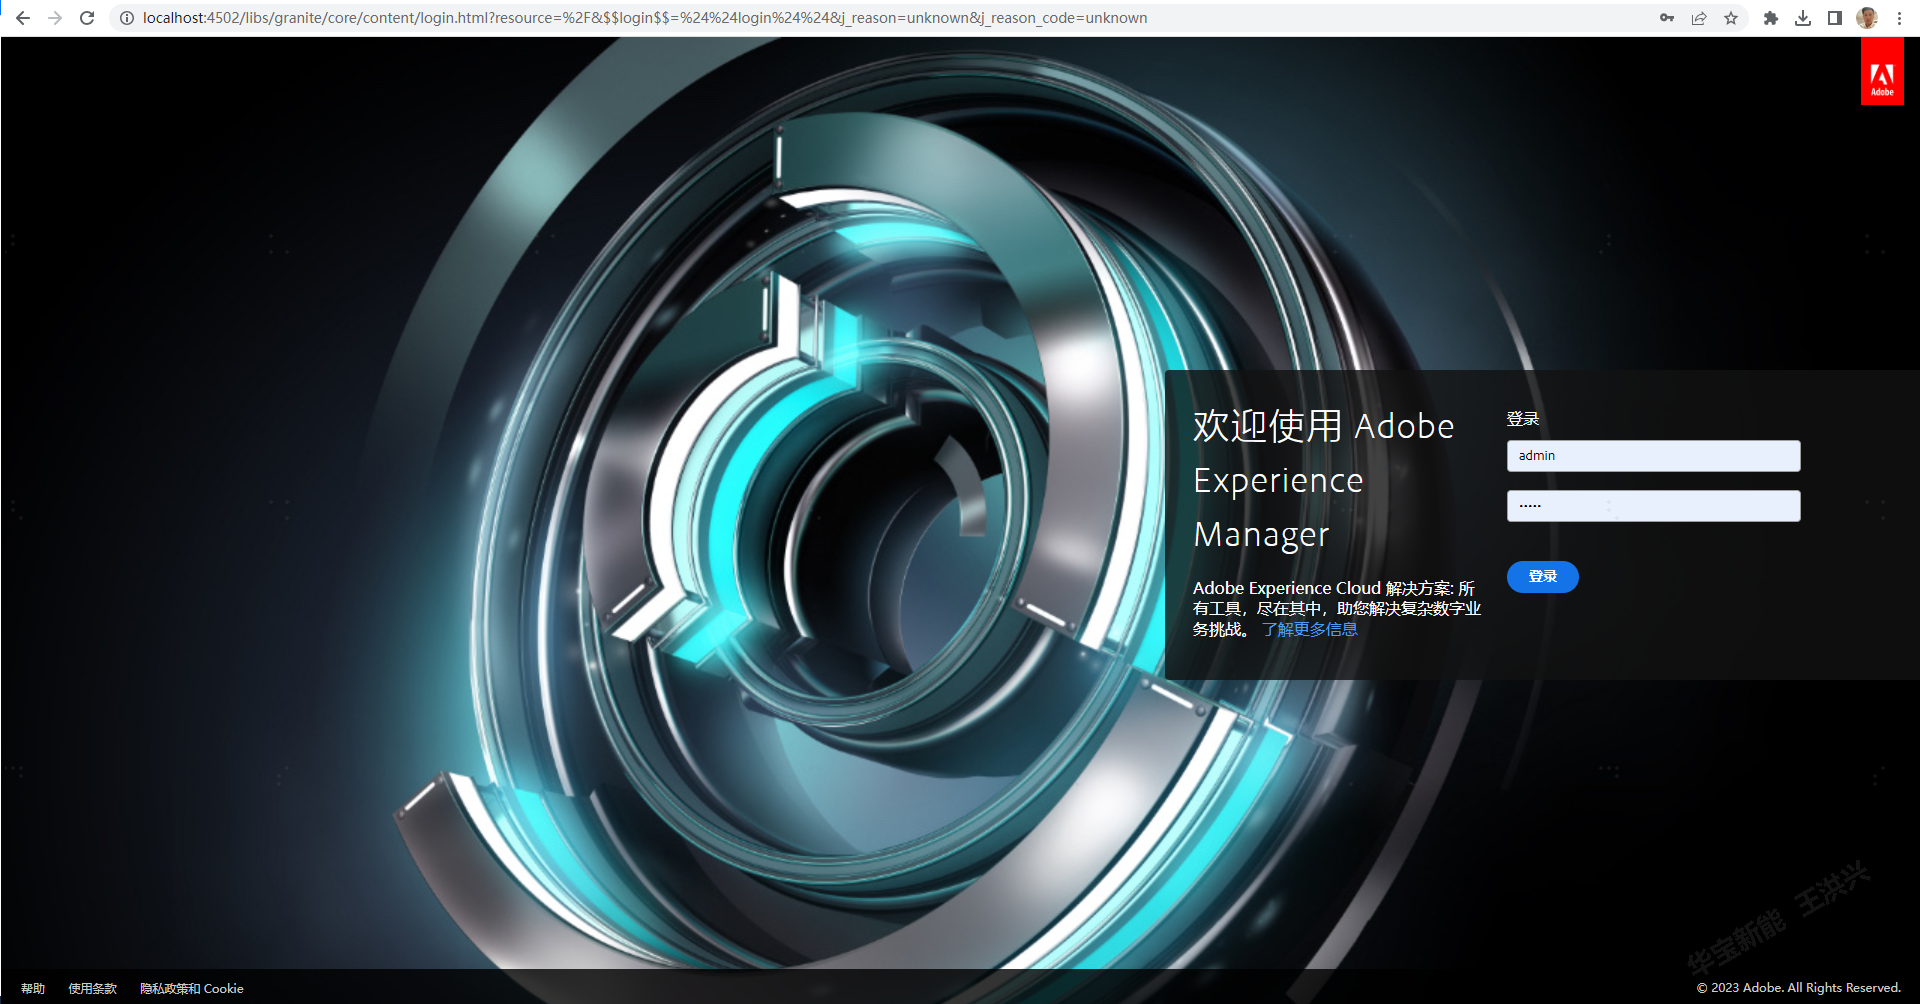 localhost:4502/libs/granite/core/content/login.html?resource=%2F&$$login$$=%24%24login%24%24&j_reason=unknown&j_reason_code=unknown
Adobe
欢迎使用 Adobe
Experience
Manager
Adobe Experience Cloud 解决方案: 所
有工具，尽在其中，助您解决复杂数字业
务挑战。 了解更多信息
登录
admin
•••••
登录
华宝新能 王洪兴
帮助 使用条款 隐私政策和 Cookie
© 2023 Adobe. All Rights Reserved.